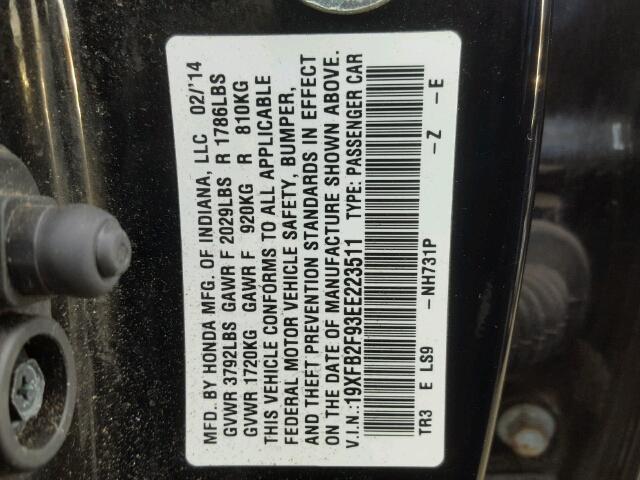 MFD. BY HONDA MFG. OF INDIANA, LLC 02/'14
GVWR 3792LBS GAWR F 2029LBS R 1786LBS
GVWR 1720KG GAWR F 920KG R 810KG
THIS VEHICLE CONFORMS TO ALL APPLICABLE
FEDERAL MOTOR VEHICLE SAFETY, BUMPER,
AND THEFT PREVENTION STANDARDS IN EFFECT
ON THE DATE OF MANUFACTURE SHOWN ABOVE.
V.I.N.:19XFB2F93EE223511 TYPE: PASSENGER CAR
TR3 E LS9 -NH731P -Z -E